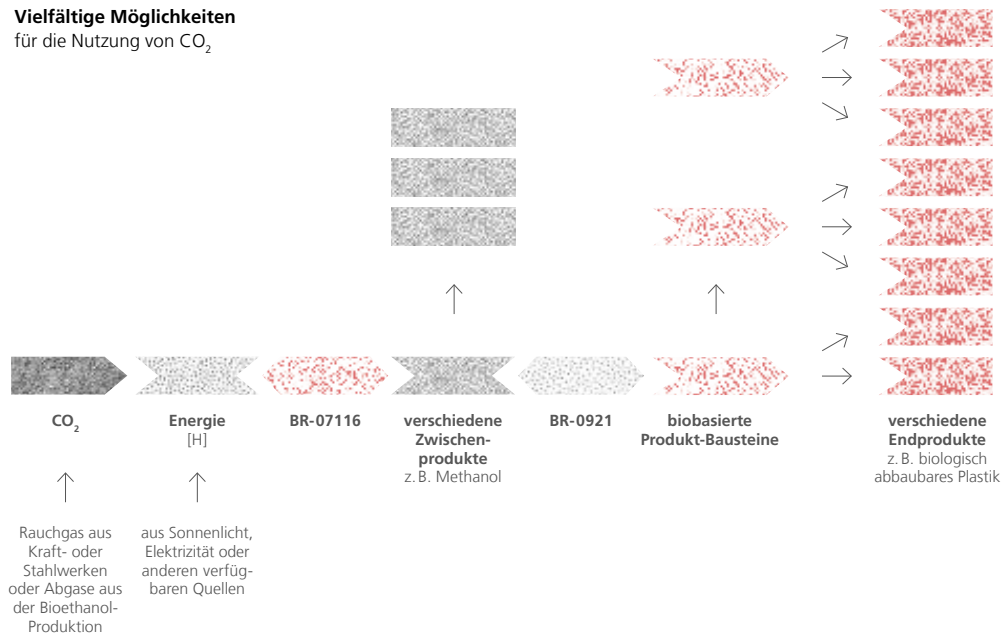 Vielfältige Möglichkeiten
für die Nutzung von CO₂
CO₂
Energie
[H]
BR-07116
verschiedene
Zwischen-
produkte
z. B. Methanol
BR-0921
biobasierte
Produkt-Bausteine
verschiedene
Endprodukte
z. B. biologisch
abbaubares Plastik
Rauchgas aus
Kraft- oder
Stahlwerken
oder Abgase aus
der Bioethanol-
Produktion
aus Sonnenlicht,
Elektrizität oder
anderen verfüg-
baren Quellen